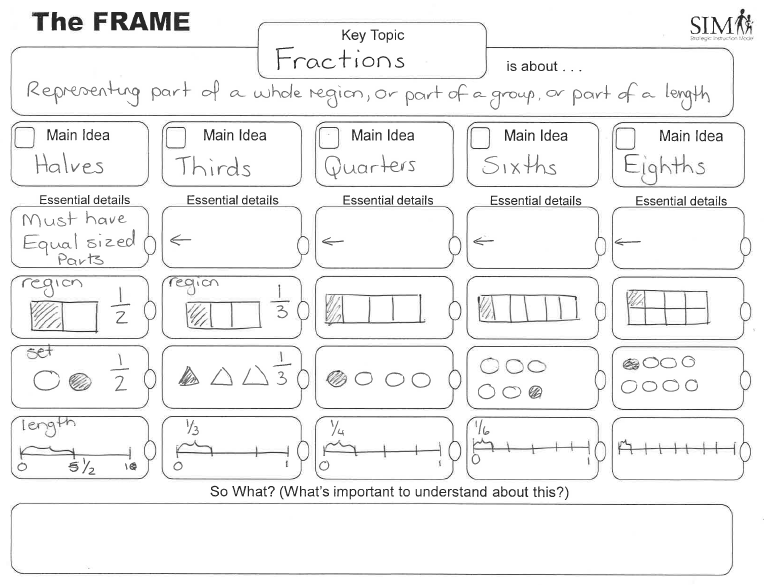 The FRAME
SIM
Strategic Instruction Model
Key Topic
Fractions
is about . . .
Representing part of a whole region, or part of a group, or part of a length
Main Idea
Halves
Main Idea
Thirds
Main Idea
Quarters
Main Idea
Sixths
Main Idea
Eighths
Essential details
Essential details
Essential details
Essential details
Essential details
Must have
Equal sized
Parts
←
←
←
←
region
1/2
region
1/3
set
1/2
1/3
length
0 1/2
1/3
0 1
1/4
0 1
1/6
0 1
So What? (What's important to understand about this?)